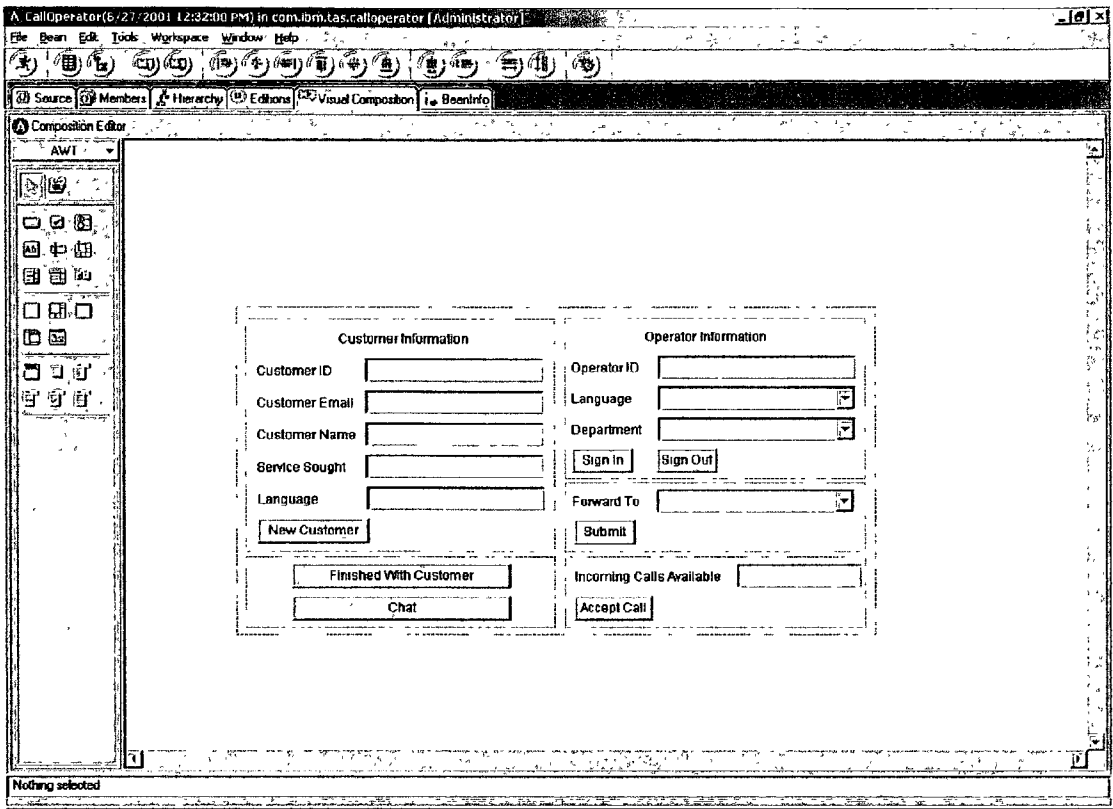 CallOperator(6/27/2001 12:32:00 PM) in com.ibm.tas.calloperator [Administrator]
File Bean Edit Tools Workspace Window Help
Source Members Hierarchy Editions Visual Composition BeanInfo
Composition Editor
AWT
Customer Information
Customer ID
Customer Email
Customer Name
Service Sought
Language
New Customer
Finished With Customer
Chat
Operator Information
Operator ID
Language
Department
Sign In Sign Out
Forward To
Submit
Incoming Calls Available
Accept Call
Nothing selected